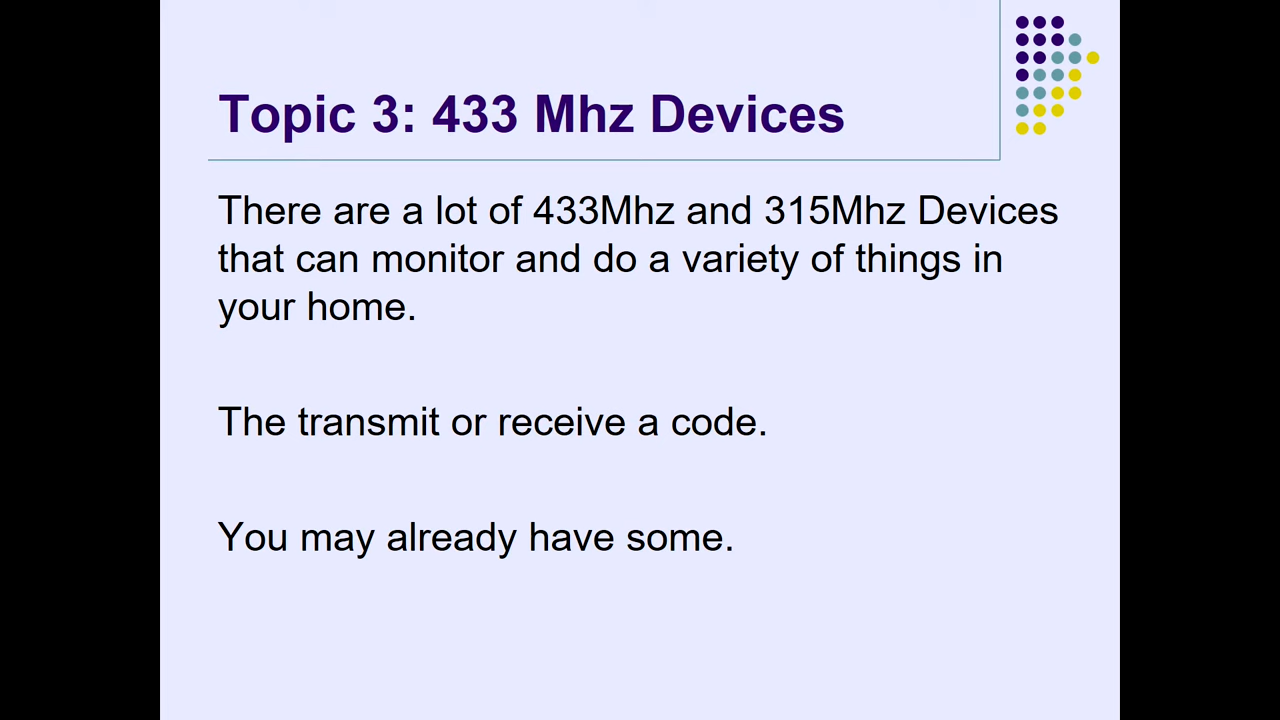 Topic 3: 433 Mhz Devices
There are a lot of 433Mhz and 315Mhz Devices
that can monitor and do a variety of things in
your home.
The transmit or receive a code.
You may already have some.